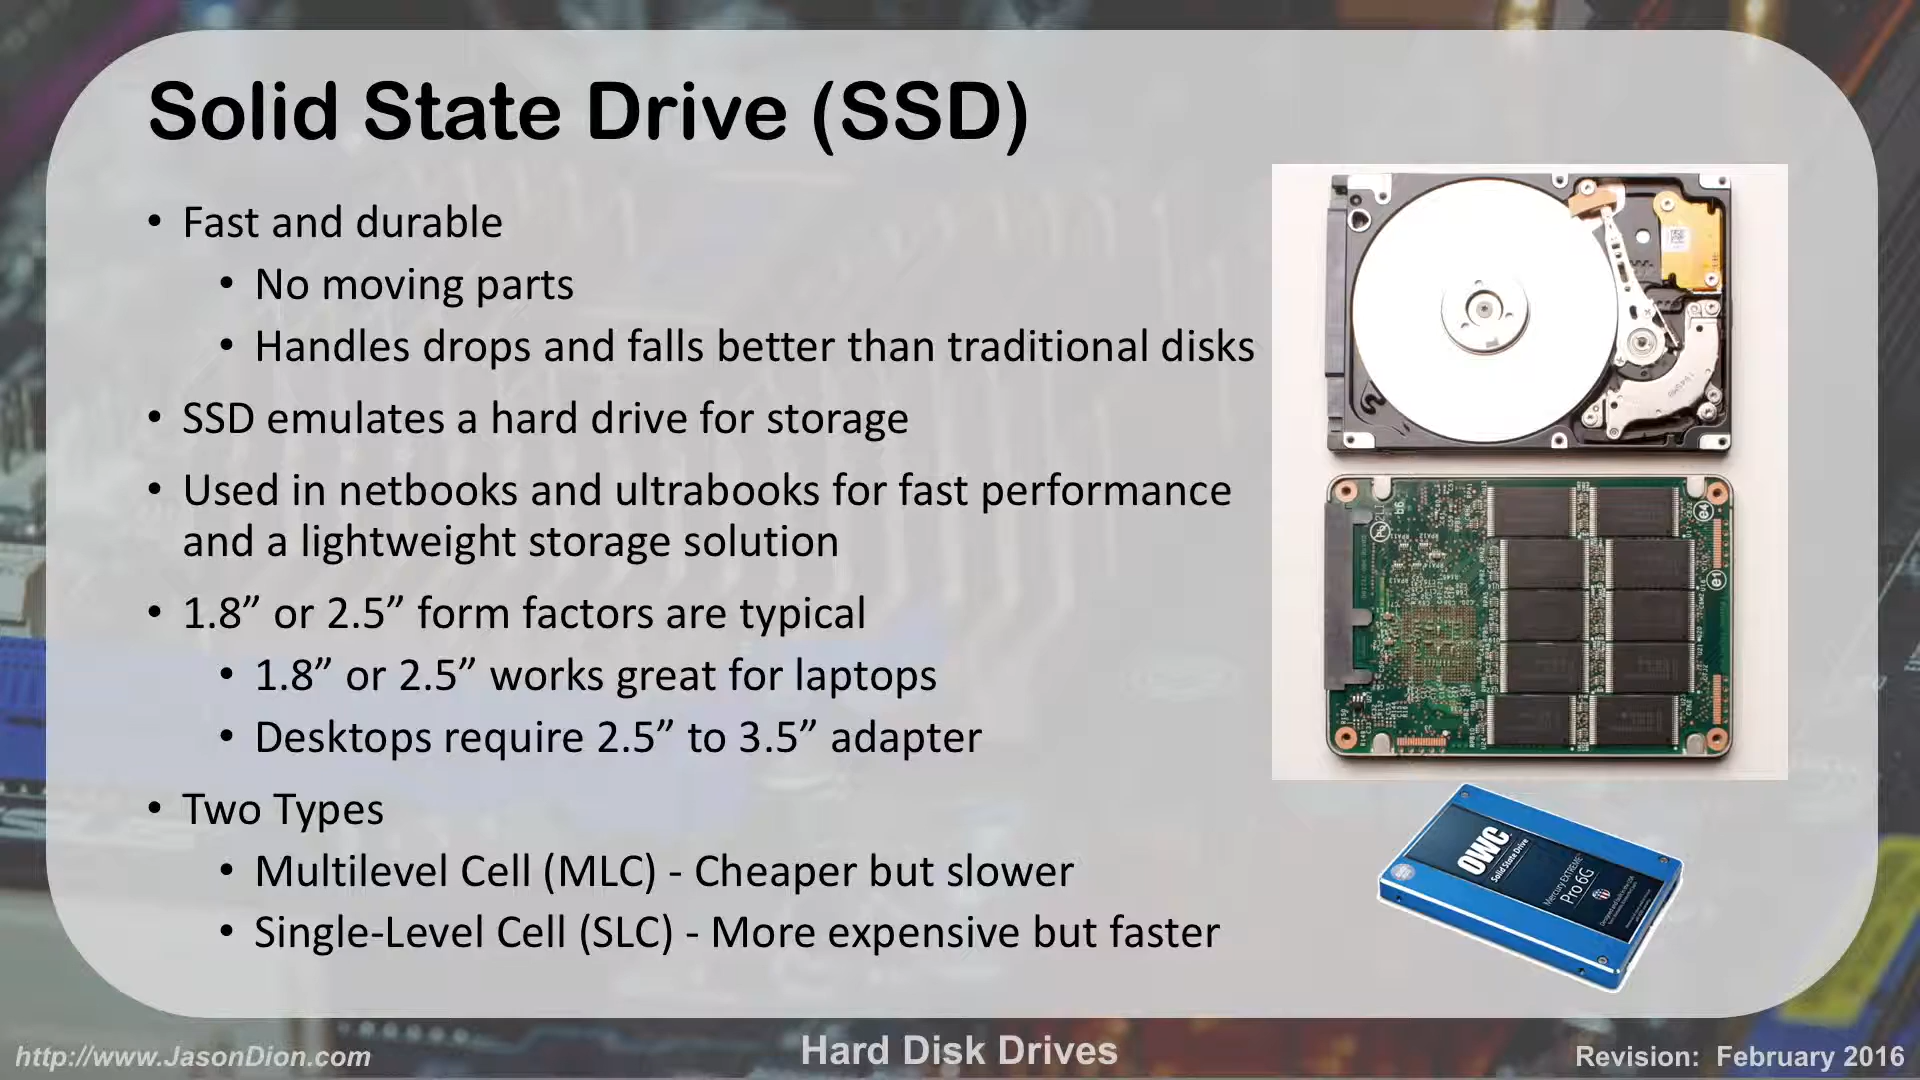 Solid State Drive (SSD)
• Fast and durable
• No moving parts
• Handles drops and falls better than traditional disks
• SSD emulates a hard drive for storage
• Used in netbooks and ultrabooks for fast performance
and a lightweight storage solution
• 1.8” or 2.5” form factors are typical
• 1.8” or 2.5” works great for laptops
• Desktops require 2.5” to 3.5” adapter
• Two Types
• Multilevel Cell (MLC) - Cheaper but slower
• Single-Level Cell (SLC) - More expensive but faster
OWC
Solid State Drive
Mercury EXTREME
Pro 6G
http://www.JasonDion.com
Hard Disk Drives
Revision: February 2016